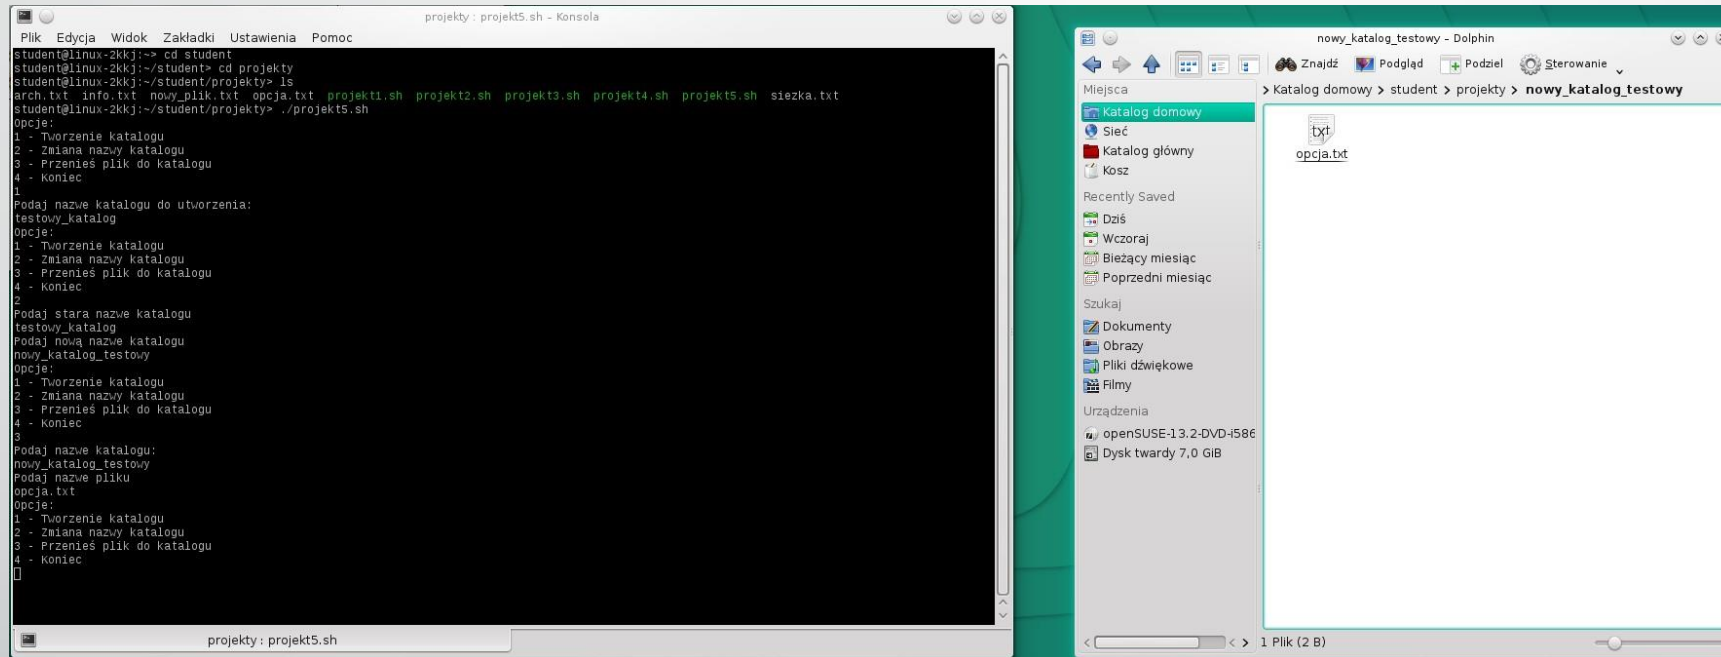 projekty : projekt5.sh – Konsola
Plik Edycja Widok Zakładki Ustawienia Pomoc
student@linux-2kkj:~> cd student
student@linux-2kkj:~/student> cd projekty
student@linux-2kkj:~/student/projekty> ls
arch.txt info.txt nowy_plik.txt opcja.txt projekt1.sh projekt2.sh projekt3.sh projekt4.sh projekt5.sh siezka.txt
student@linux-2kkj:~/student/projekty> ./projekt5.sh
Opcje:
1 - Tworzenie katalogu
2 - Zmiana nazwy katalogu
3 - Przenieś plik do katalogu
4 - Koniec
1
Podaj nazwe katalogu do utworzenia:
testowy_katalog
Opcje:
1 - Tworzenie katalogu
2 - Zmiana nazwy katalogu
3 - Przenieś plik do katalogu
4 - Koniec
2
Podaj stara nazwe katalogu
testowy_katalog
Podaj nową nazwe katalogu
nowy_katalog_testowy
Opcje:
1 - Tworzenie katalogu
2 - Zmiana nazwy katalogu
3 - Przenieś plik do katalogu
4 - Koniec
3
Podaj nazwe katalogu:
nowy_katalog_testowy
Podaj nazwe pliku
opcja.txt
Opcje:
1 - Tworzenie katalogu
2 - Zmiana nazwy katalogu
3 - Przenieś plik do katalogu
4 - Koniec
projekty : projekt5.sh
nowy_katalog_testowy – Dolphin
Znajdź Podgląd Podziel Sterowanie
Miejsca
> Katalog domowy > student > projekty > nowy_katalog_testowy
Katalog domowy
Sieć
Katalog główny
Kosz
Recently Saved
Dziś
Wczoraj
Bieżący miesiąc
Poprzedni miesiąc
Szukaj
Dokumenty
Obrazy
Pliki dźwiękowe
Filmy
Urządzenia
openSUSE-13.2-DVD-i586
Dysk twardy 7,0 GiB
txt
opcja.txt
1 Plik (2 B)